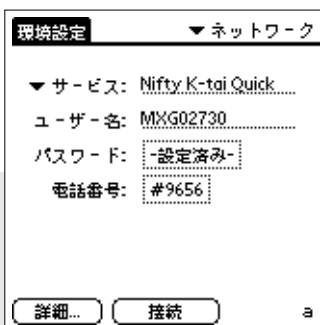 環境設定 ▼ネットワーク
▼サービス: Nifty K-tai Quick
ユーザー名: MXG02730
パスワード: -設定済み-
電話番号: #9656
詳細... 接続 a